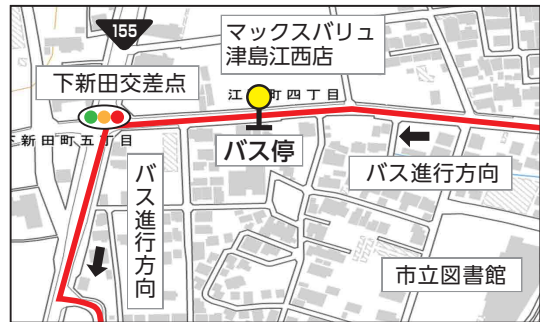 155
マックスバリュ
津島江西店
下新田交差点
江 町四丁目
新田町五丁目
バス停
バス進行方向
バス進行方向
市立図書館